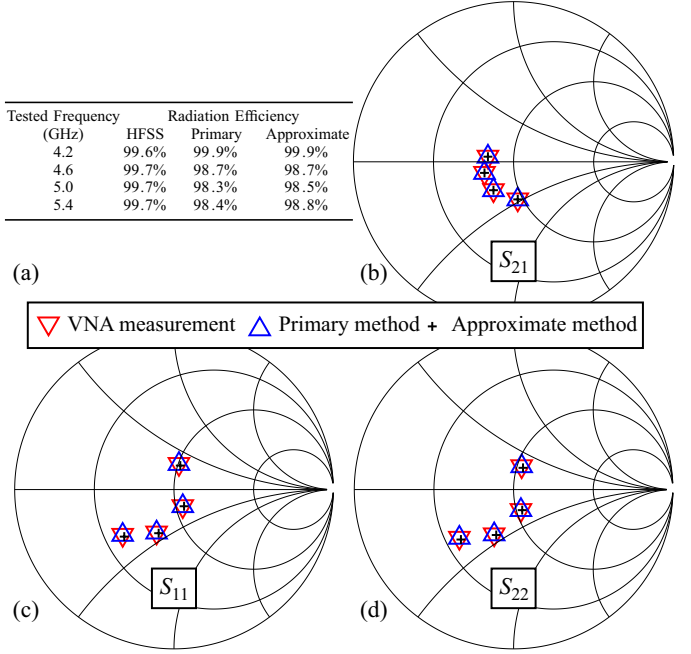 Tested Frequency Radiation Efficiency
(GHz) HFSS Primary Approximate
4.2 99.6% 99.9% 99.9%
4.6 99.7% 98.7% 98.7%
5.0 99.7% 98.3% 98.5%
5.4 99.7% 98.4% 98.8%
(a)
(b)
S21
VNA measurement Primary method Approximate method
(c)
S11
(d)
S22